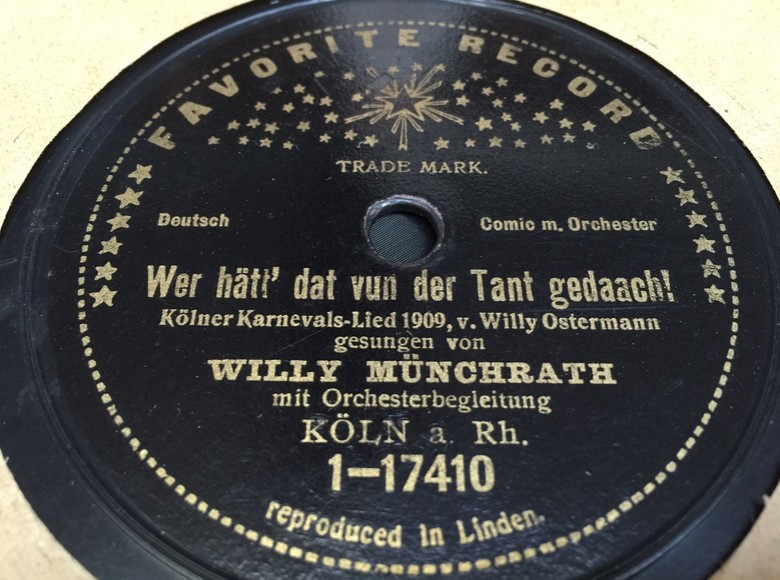 FAVORITE RECORD
TRADE MARK.
Deutsch
Comic m. Orchester
Wer hätt' dat vun der Tant gedaach!
Kölner Karnevals-Lied 1909, v. Willy Ostermann
gesungen von
WILLY MÜNCHRATH
mit Orchesterbegleitung
KÖLN a. Rh.
1-17410
reproduced in Linden.